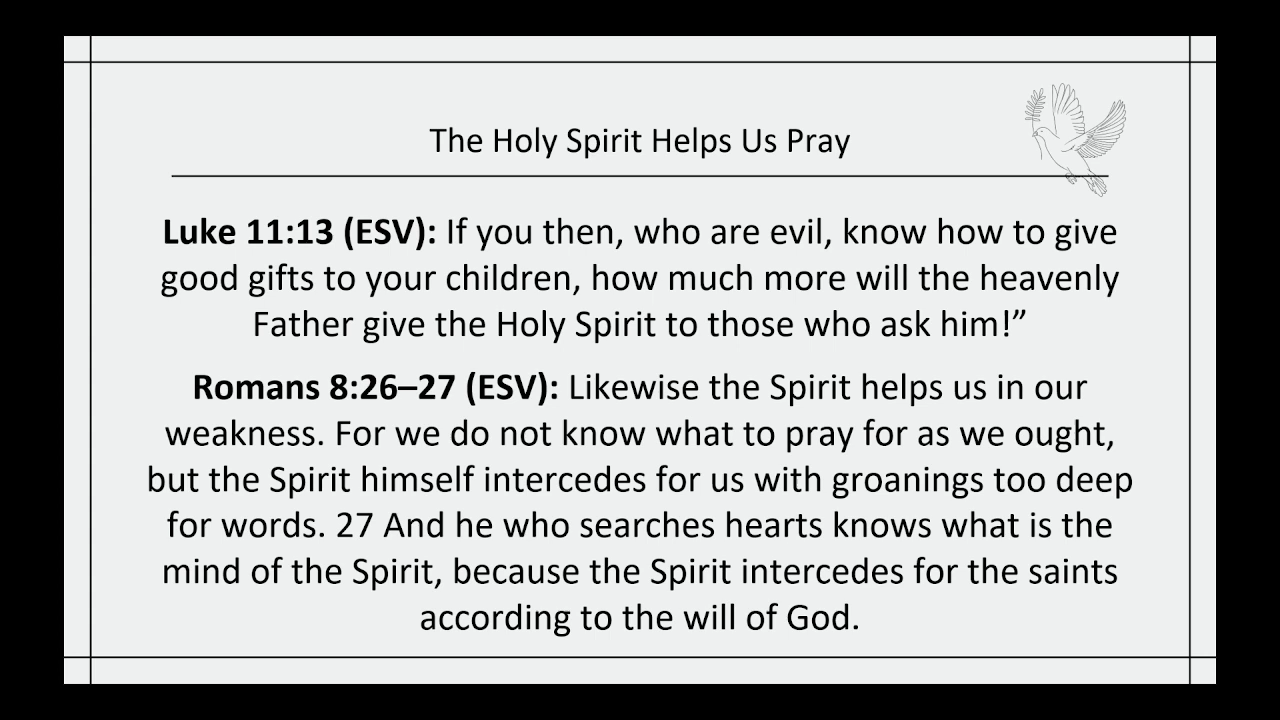 The Holy Spirit Helps Us Pray
Luke 11:13 (ESV): If you then, who are evil, know how to give
good gifts to your children, how much more will the heavenly
Father give the Holy Spirit to those who ask him!”
Romans 8:26–27 (ESV): Likewise the Spirit helps us in our
weakness. For we do not know what to pray for as we ought,
but the Spirit himself intercedes for us with groanings too deep
for words. 27 And he who searches hearts knows what is the
mind of the Spirit, because the Spirit intercedes for the saints
according to the will of God.